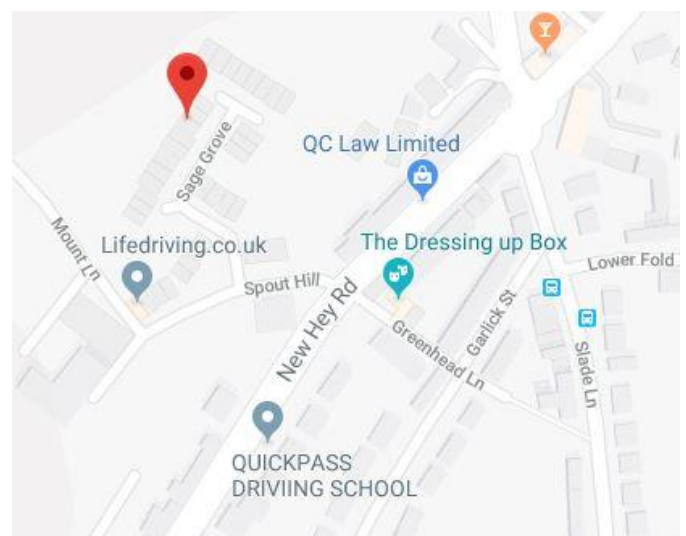 QC Law Limited
Sage Grove
Mount Ln
Lifedriving.co.uk
The Dressing up Box
Lower Fold
Spout Hill
New Hey Rd
Garlick St
Greenhead Ln
Slade Ln
QUICKPASS
DRIVIING SCHOOL